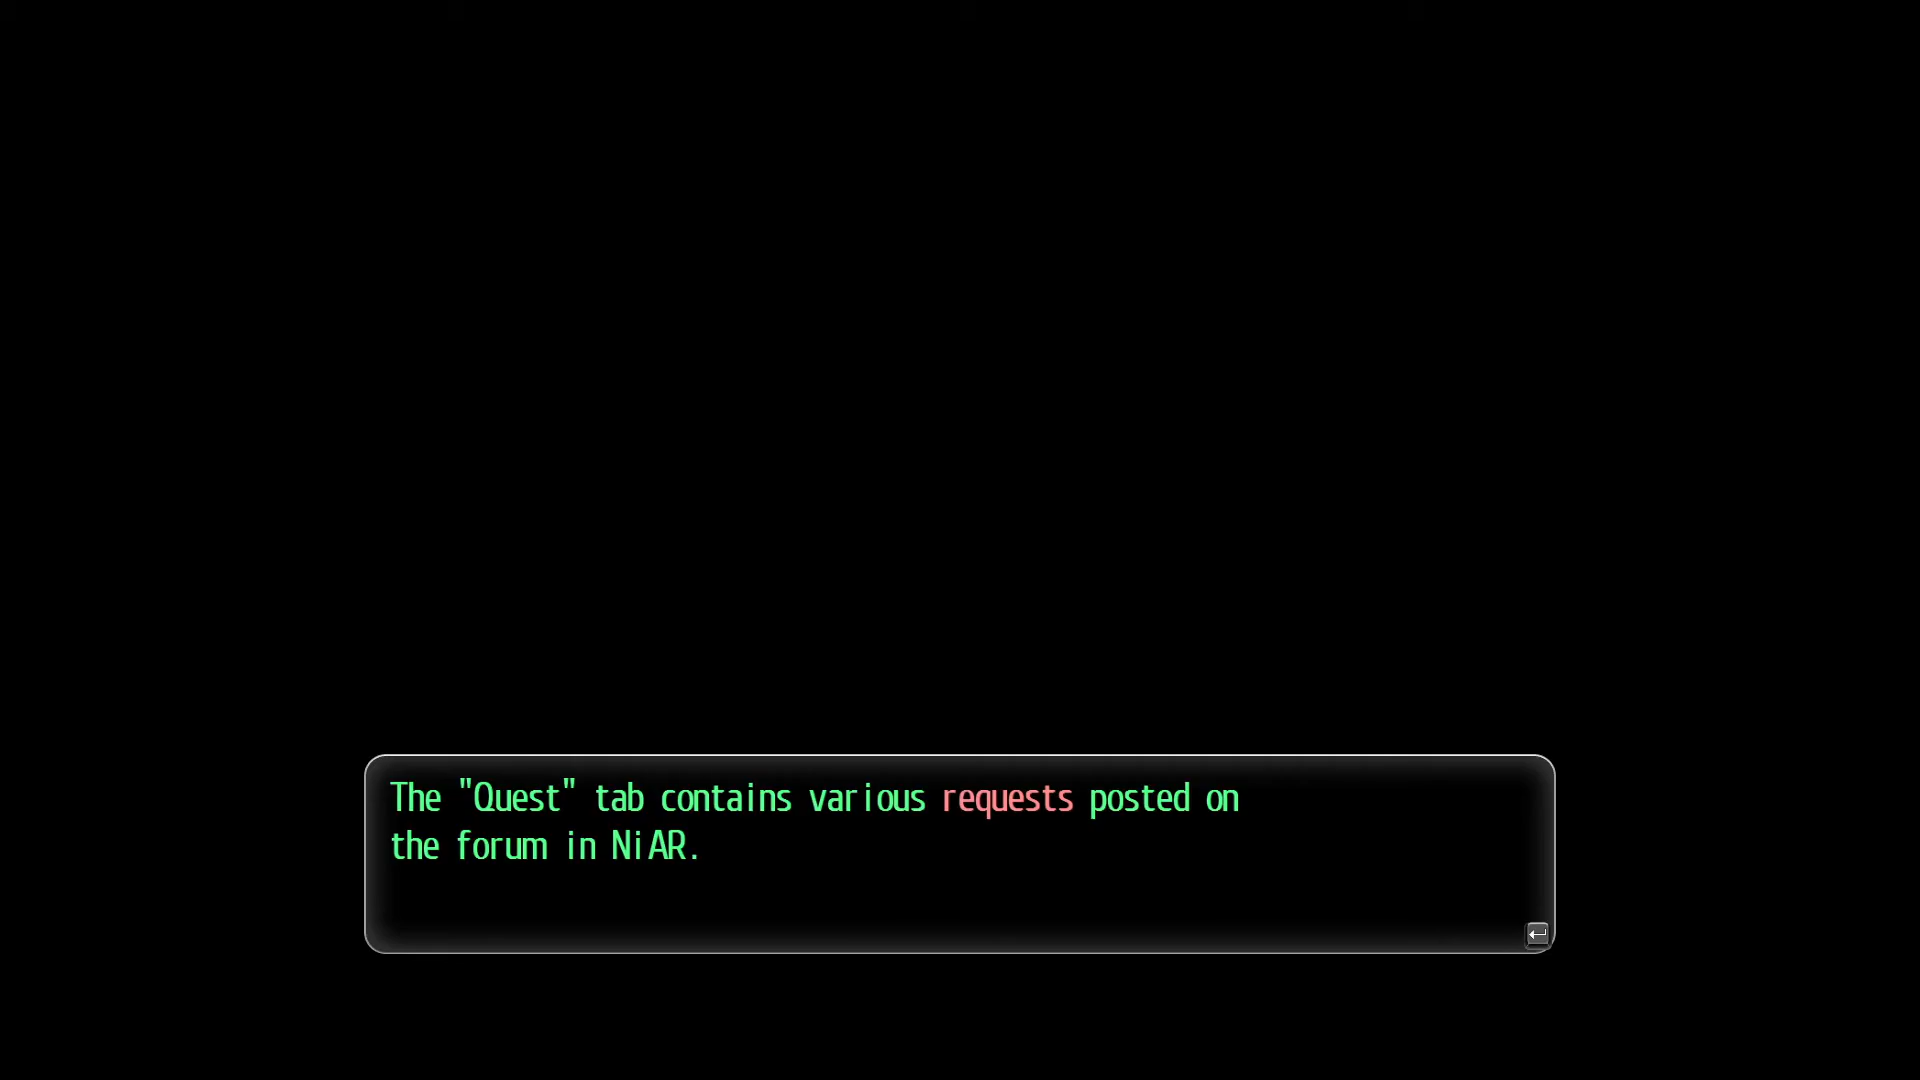 The "Quest" tab contains various requests posted on
the forum in NiAR.